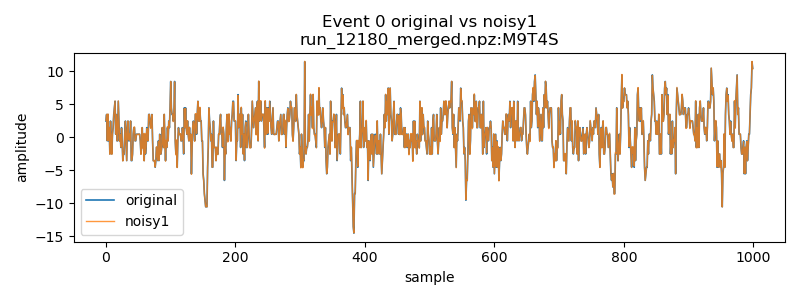 Event 0 original vs noisy1
run_12180_merged.npz:M9T4S
amplitude
10
5
0
−5
−10
−15
original
noisy1
0
200
400
600
800
1000
sample